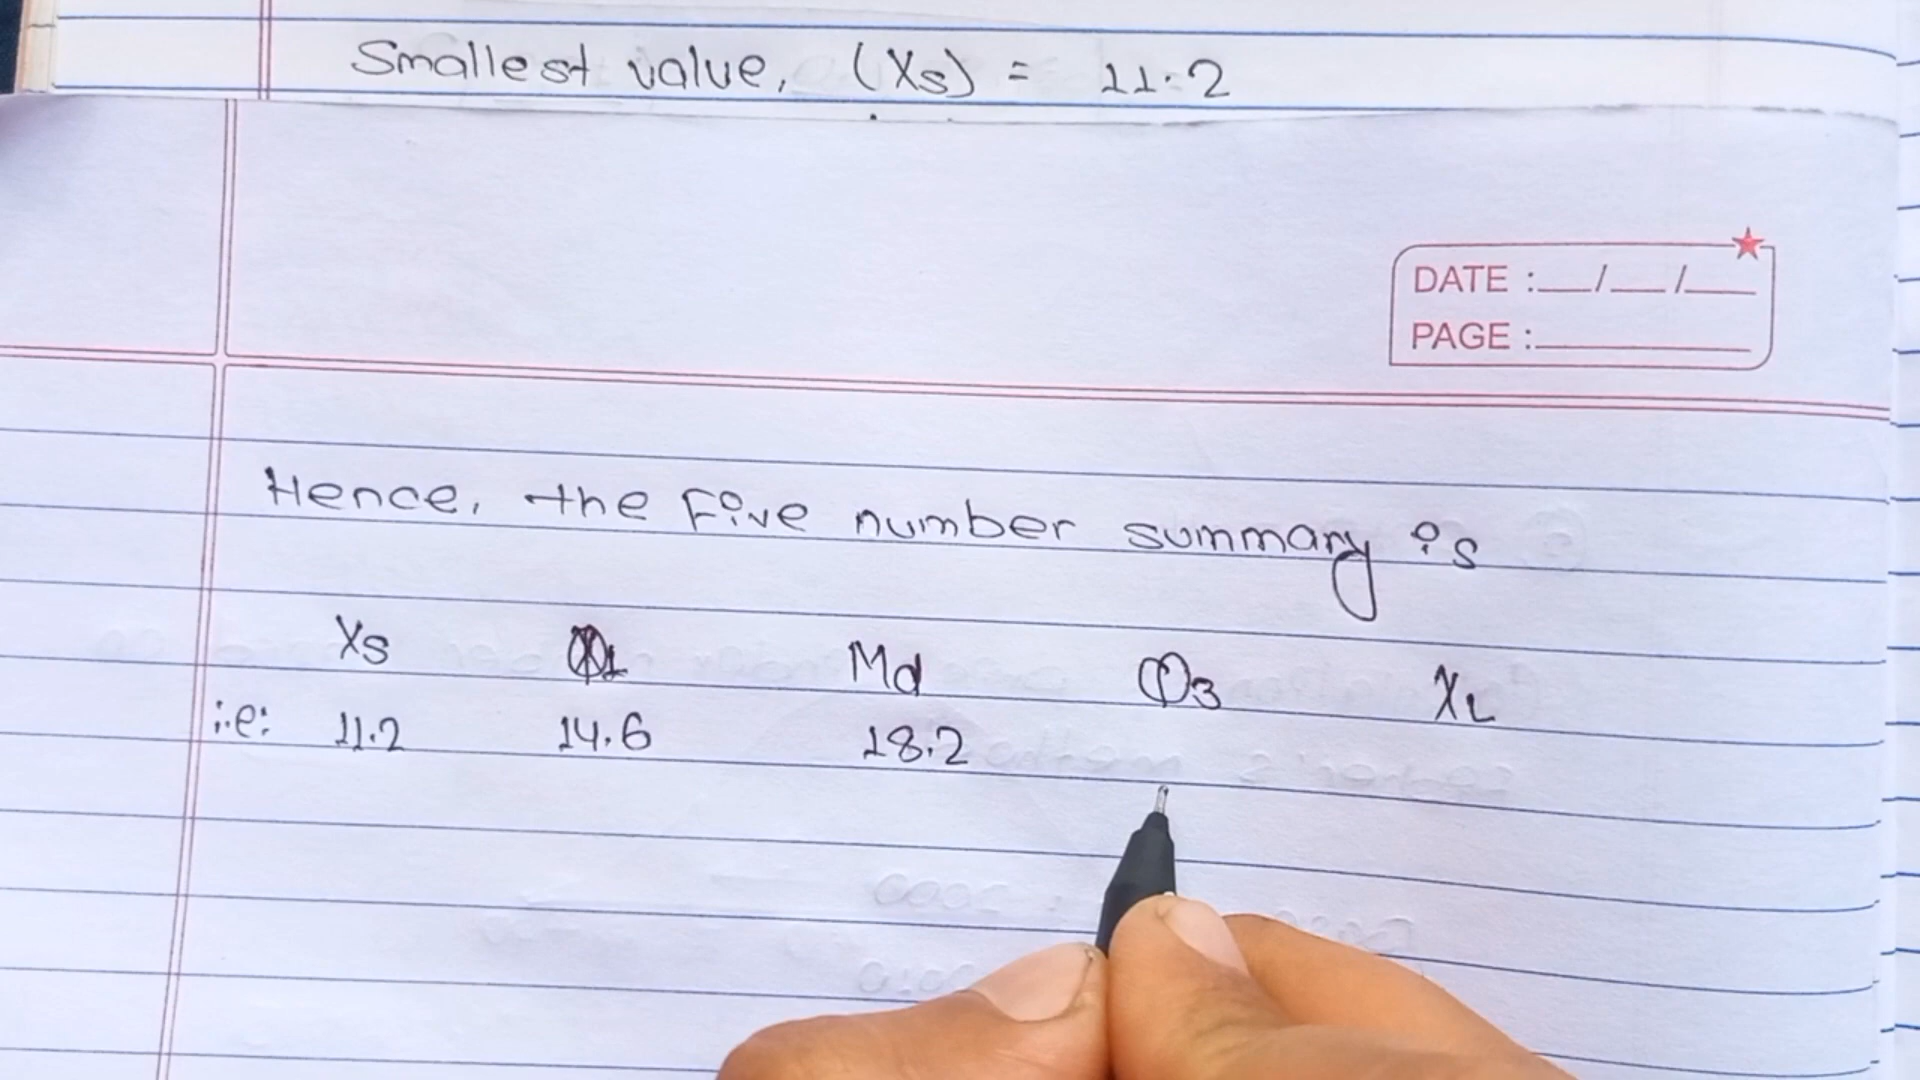 Smallest value, (Xs) = 11.2
DATE :__/__/__
PAGE :________
Hence, the Five number summary is
Xs Q1 Md Q3 XL
i.e: 11.2 14.6 18.2